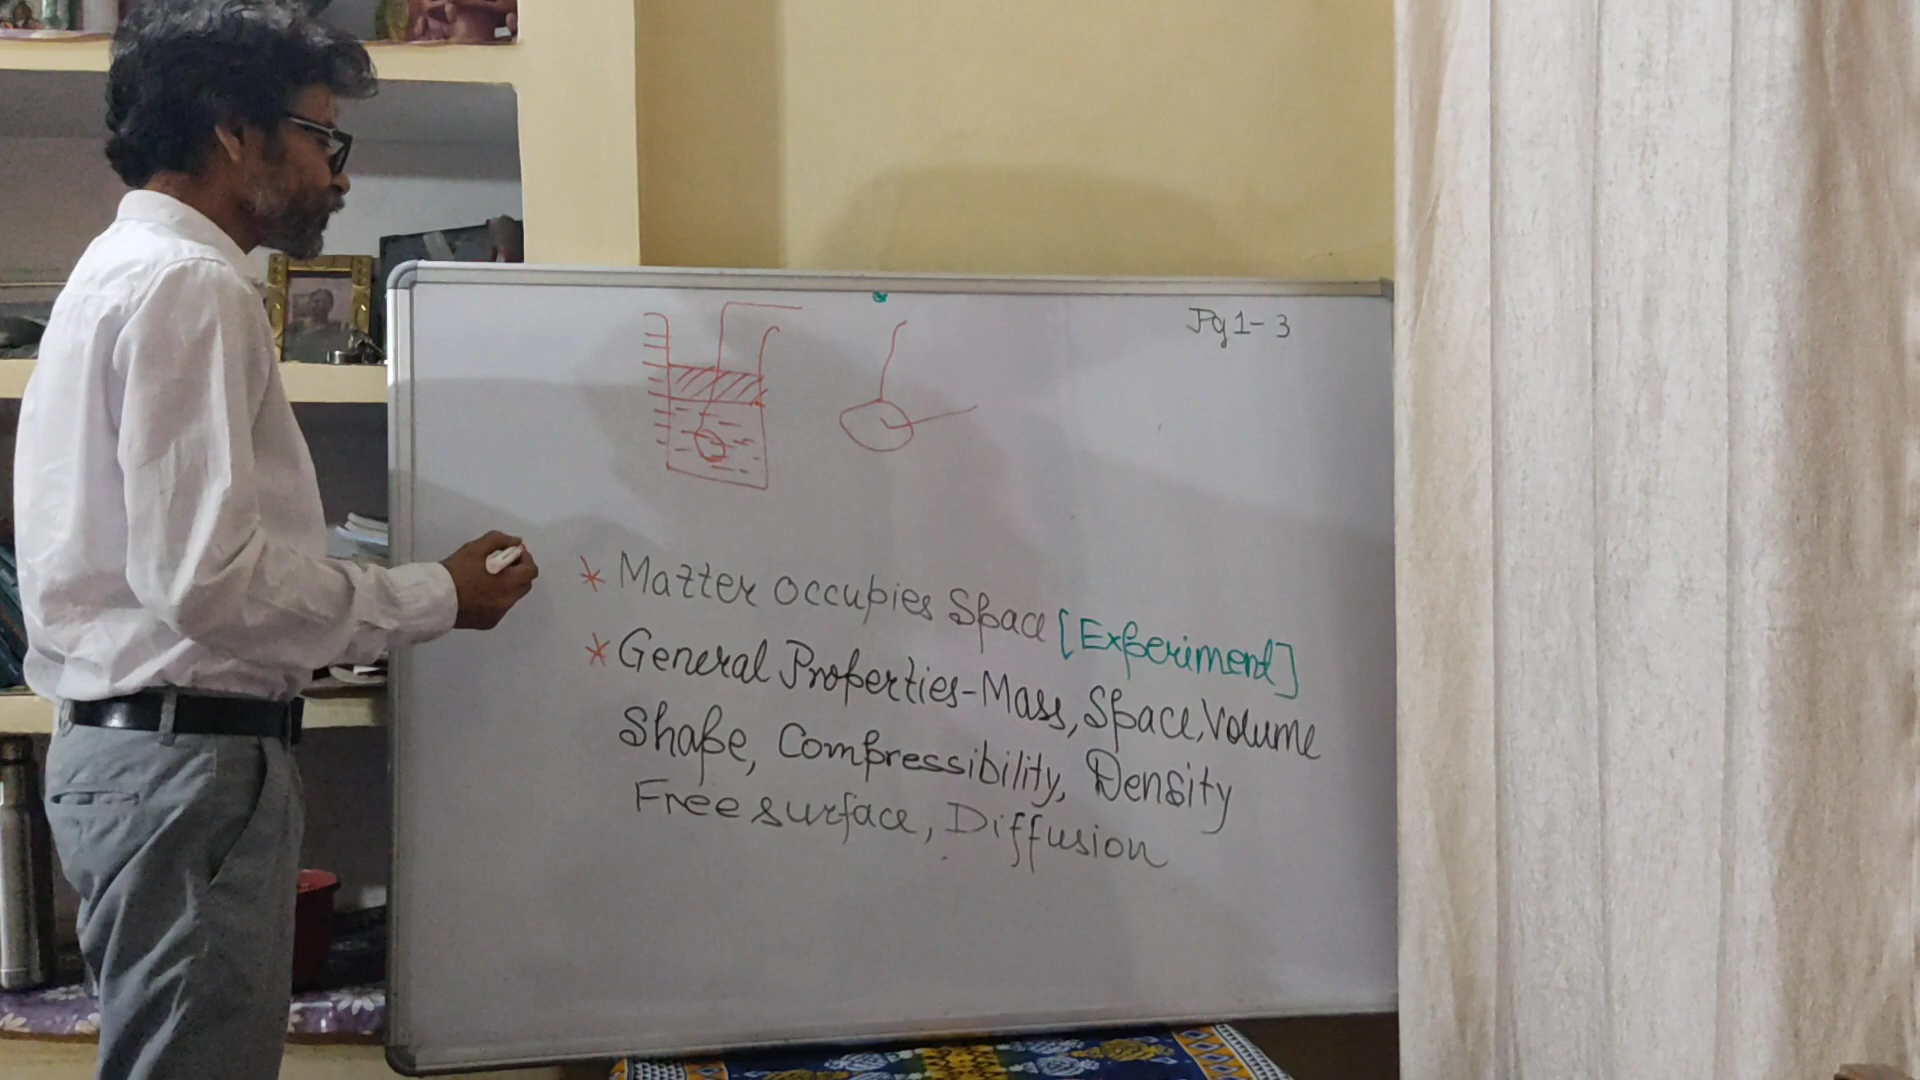 Pg 1-3
* Matter occupies Space [Experiment]
* General Properties-Mass, Space, Volume
Shape, Compressibility, Density
Free surface, Diffusion